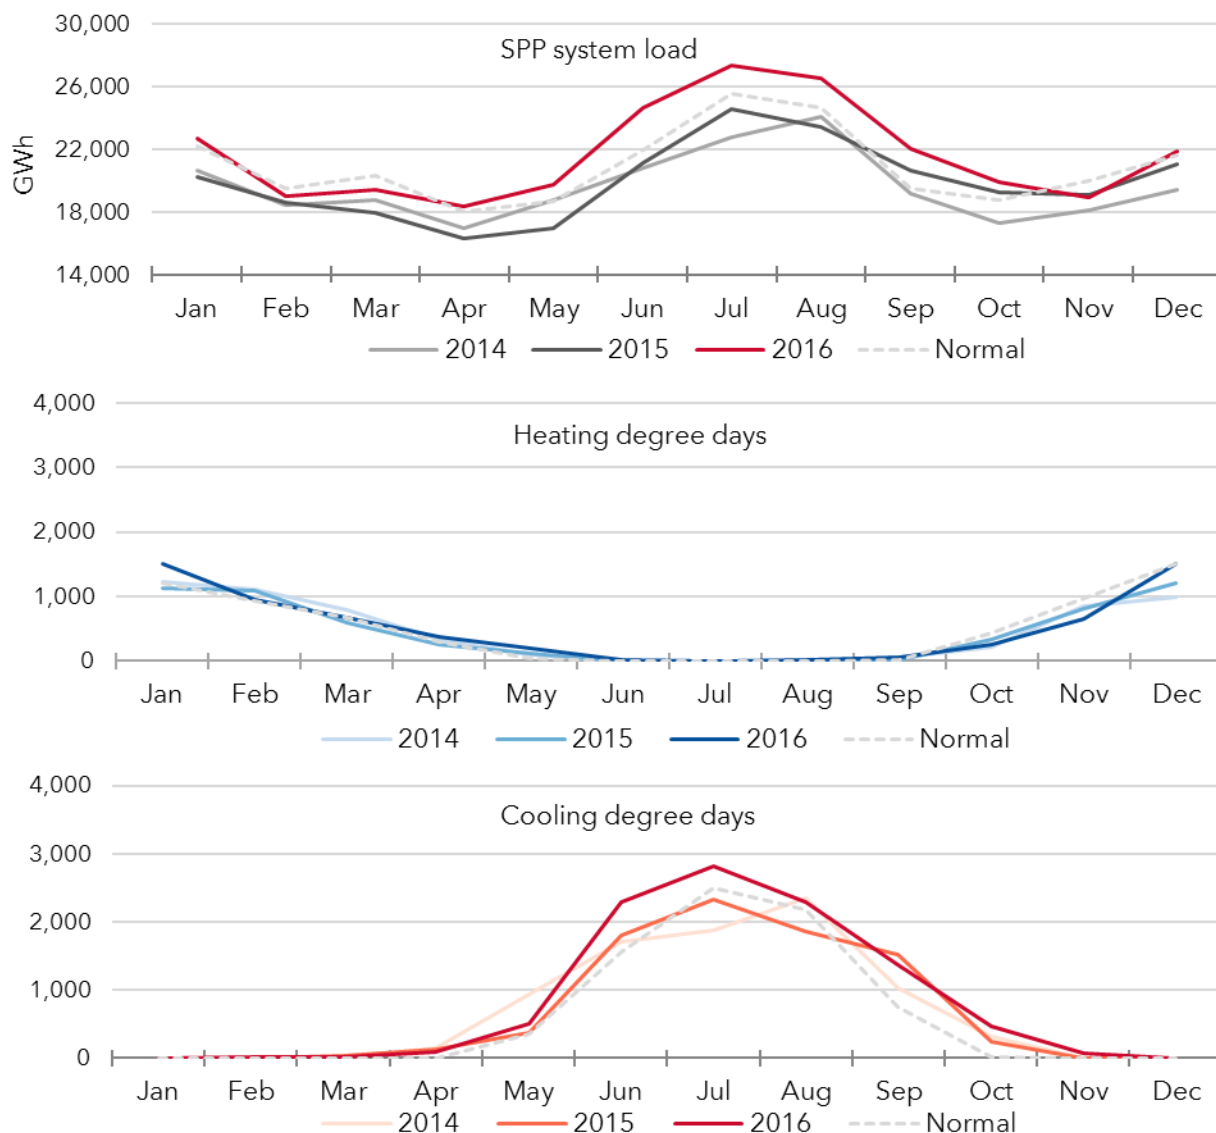 SPP system load
GWh
30,000
26,000
22,000
18,000
14,000
Jan Feb Mar Apr May Jun Jul Aug Sep Oct Nov Dec
2014 2015 2016 Normal
Heating degree days
4,000
3,000
2,000
1,000
0
Jan Feb Mar Apr May Jun Jul Aug Sep Oct Nov Dec
2014 2015 2016 Normal
Cooling degree days
4,000
3,000
2,000
1,000
0
Jan Feb Mar Apr May Jun Jul Aug Sep Oct Nov Dec
2014 2015 2016 Normal